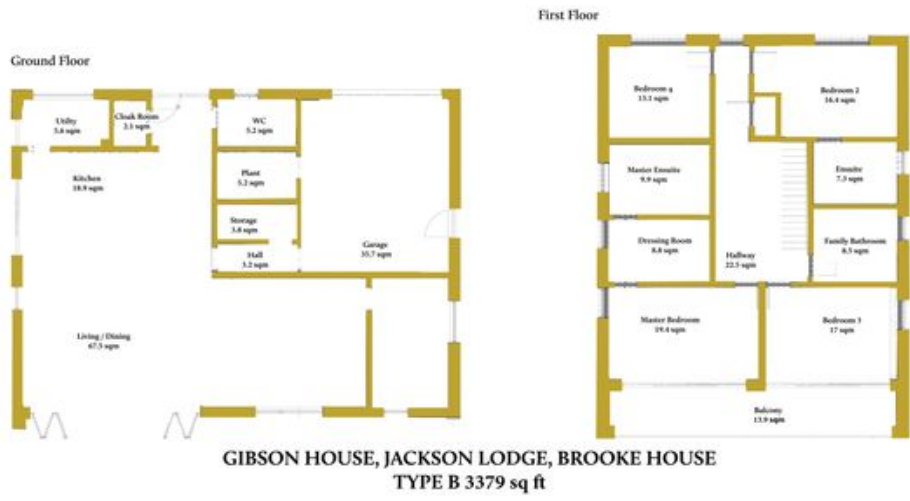 First Floor
Ground Floor
Utilty
5.6 sqm
Cloak Room
2.1 sqm
WC
5.2 sqm
Plant
5.2 sqm
Kitchen
18.9 sqm
Storage
3.8 sqm
Hall
3.2 sqm
Garage
35.7 sqm
Living / Dining
67.5 sqm
Bedroom 4
13.1 sqm
Bedroom 2
16.4 sqm
Master Ensuite
9.9 sqm
Ensuite
7.3 sqm
Dressing Room
8.8 sqm
Family Bathroom
8.5 sqm
Hallway
22.5 sqm
Master Bedroom
19.4 sqm
Bedroom 3
17 sqm
Balcony
13.9 sqm
GIBSON HOUSE, JACKSON LODGE, BROOKE HOUSE
TYPE B 3379 sq ft